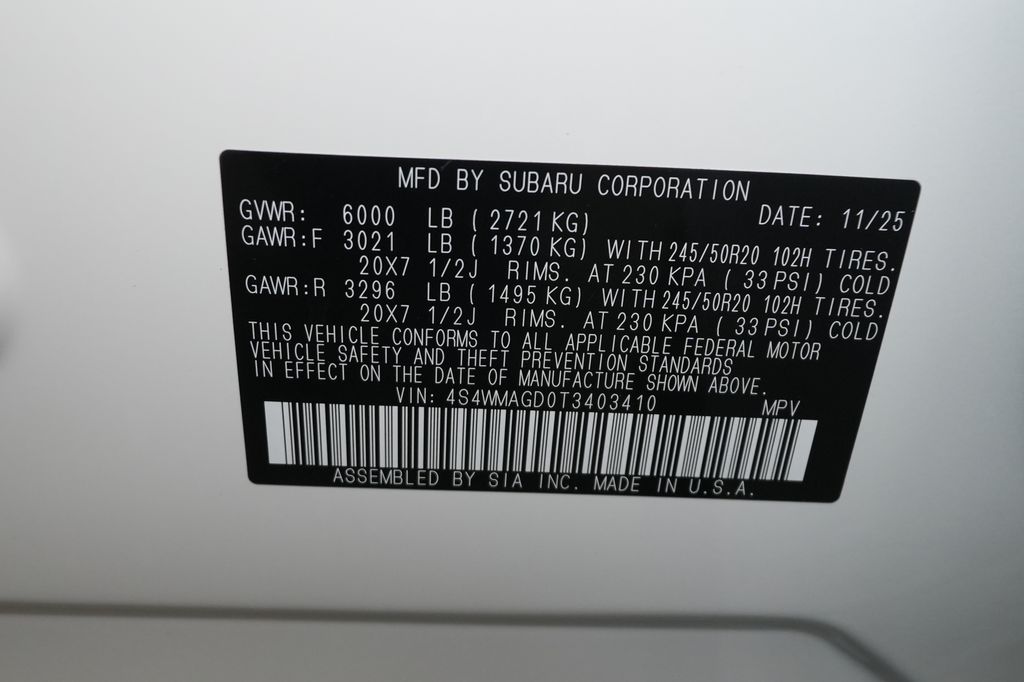 MFD BY SUBARU CORPORATION
GVWR: 6000 LB ( 2721 KG) DATE: 11/25
GAWR:F 3021 LB ( 1370 KG) WITH 245/50R20 102H TIRES.
20X7 1/2J RIMS. AT 230 KPA ( 33 PSI) COLD
GAWR:R 3296 LB ( 1495 KG) WITH 245/50R20 102H TIRES.
20X7 1/2J RIMS. AT 230 KPA ( 33 PSI) COLD
THIS VEHICLE CONFORMS TO ALL APPLICABLE FEDERAL MOTOR
VEHICLE SAFETY AND THEFT PREVENTION STANDARDS
IN EFFECT ON THE DATE OF MANUFACTURE SHOWN ABOVE.
VIN: 4S4WMAGD0T3403410 MPV
ASSEMBLED BY SIA INC. MADE IN U.S.A.